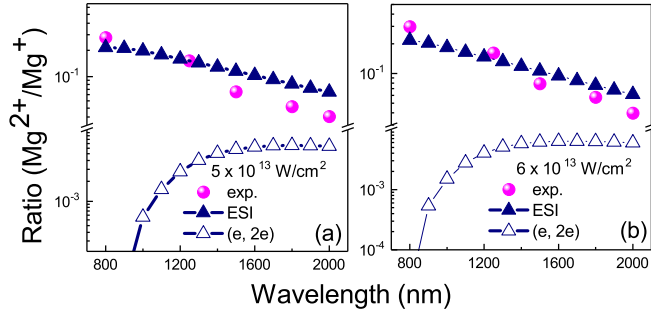 Ratio (Mg2+/Mg+)
10-1
10-3
5 x 10 13 W/cm2
exp.
ESI
(e, 2e)
(a)
800 1200 1600 2000
10-1
10-3
10-4
6 x 10 13 W/cm2
exp.
ESI
(e, 2e)
(b)
800 1200 1600 2000
Wavelength (nm)